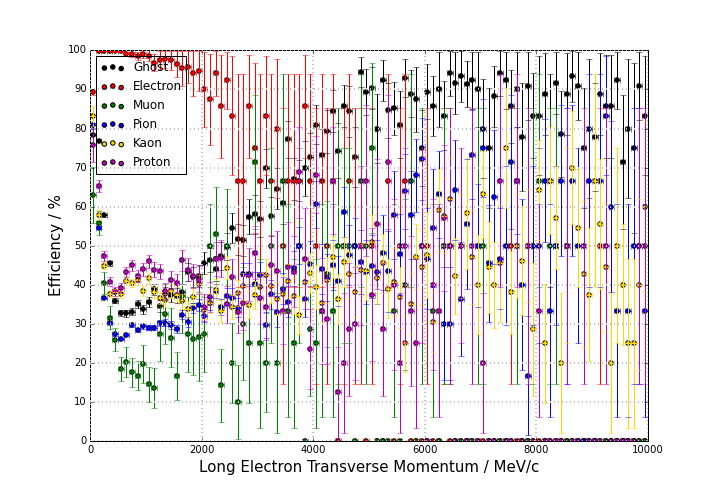 100
90
80
70
60
50
40
30
20
10
0
Efficiency / %
Ghost
Electron
Muon
Pion
Kaon
Proton
0 2000 4000 6000 8000 10000
Long Electron Transverse Momentum / MeV/c